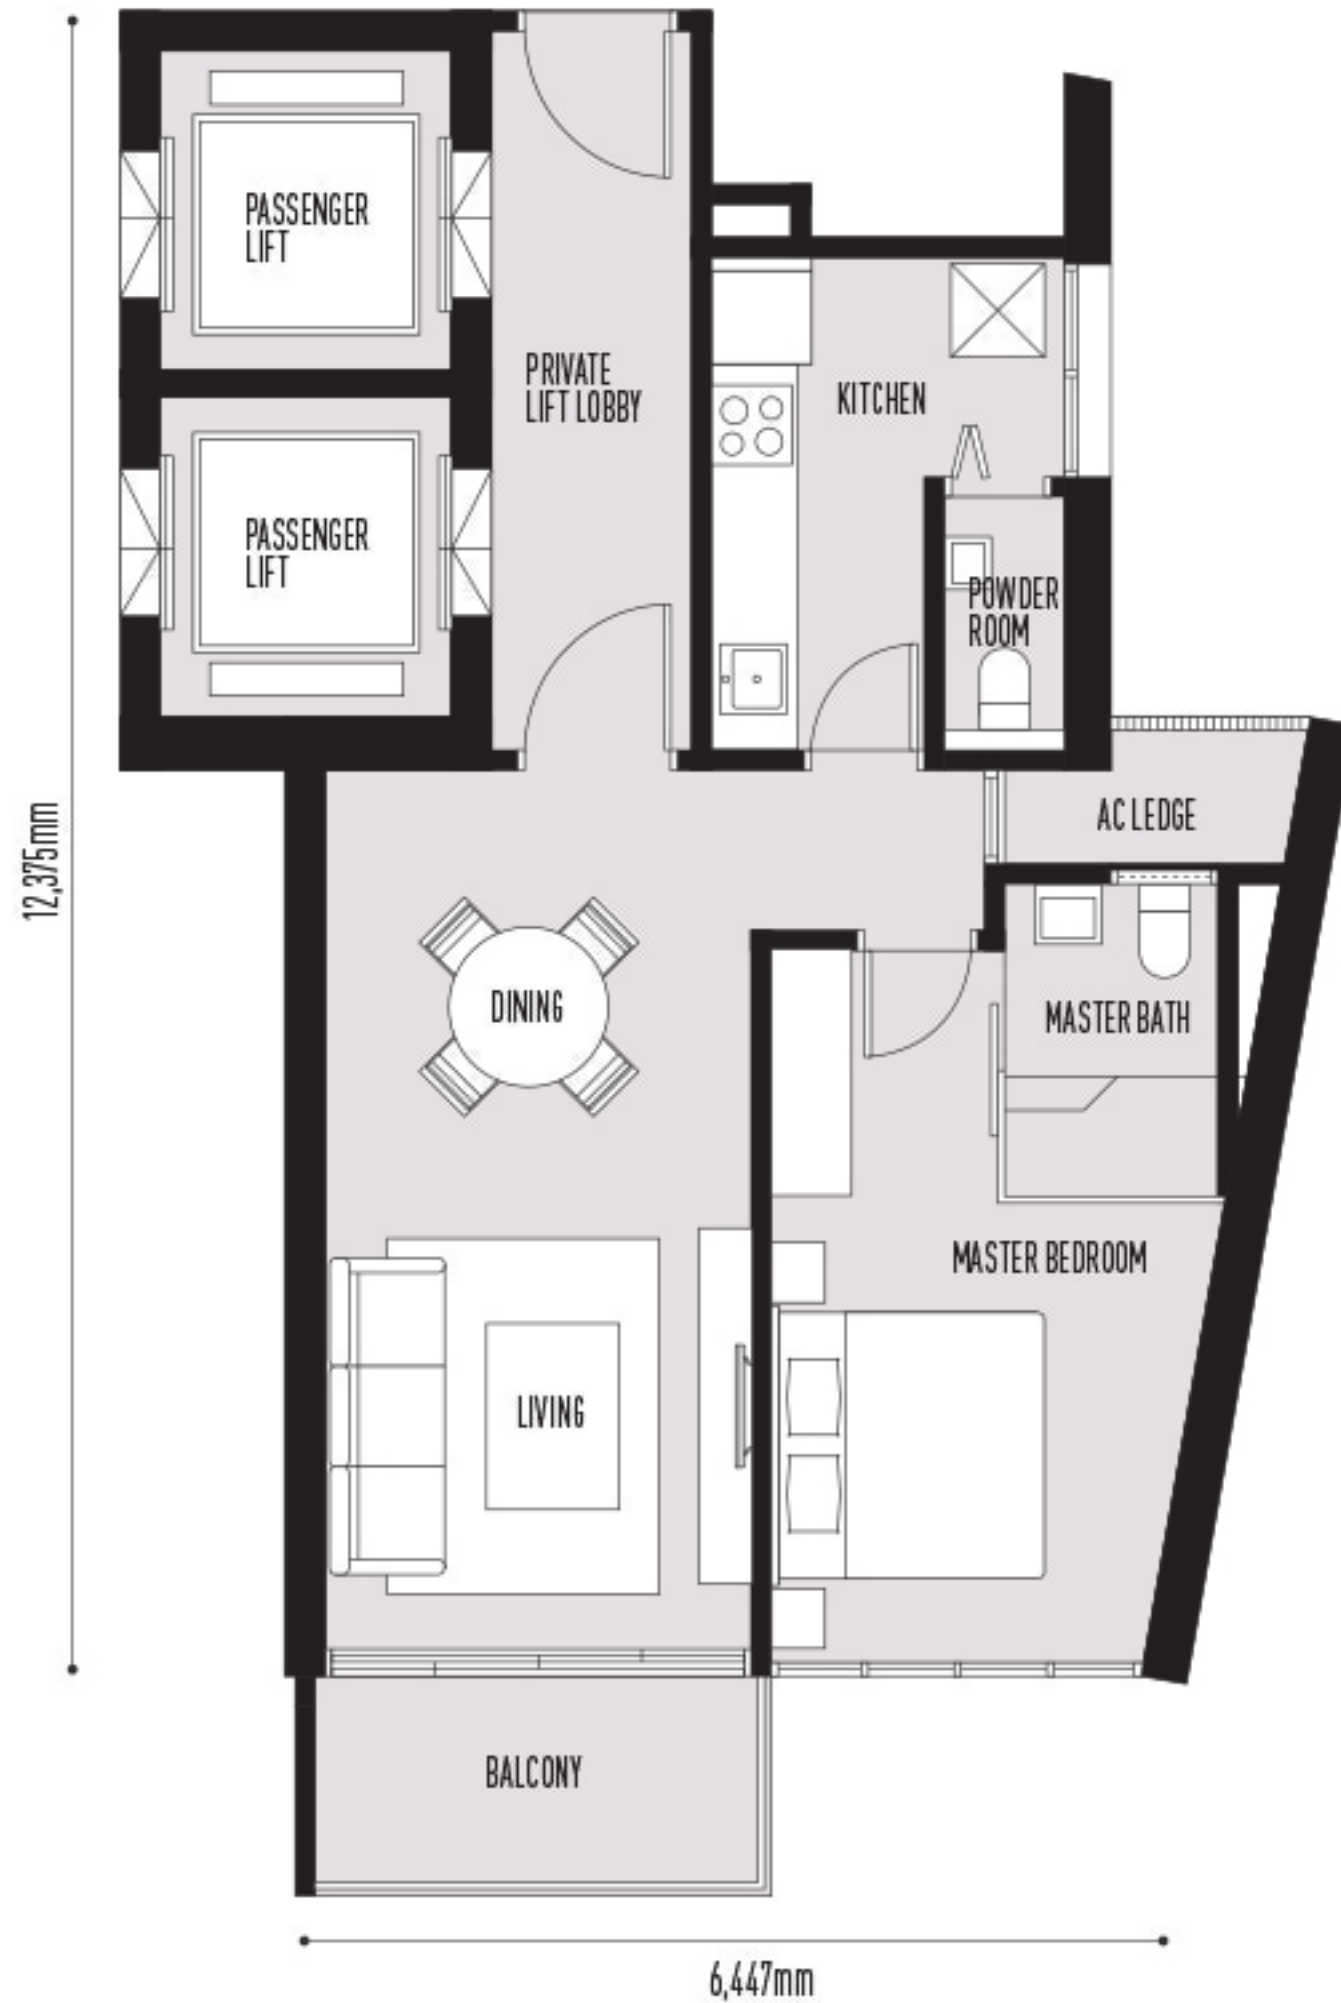 PASSENGER
LIFT
PRIVATE
LIFT LOBBY
KITCHEN
PASSENGER
LIFT
POWDER
ROOM
AC LEDGE
12,375mm
DINING
MASTER BATH
MASTER BEDROOM
LIVING
BALCONY
6,447mm